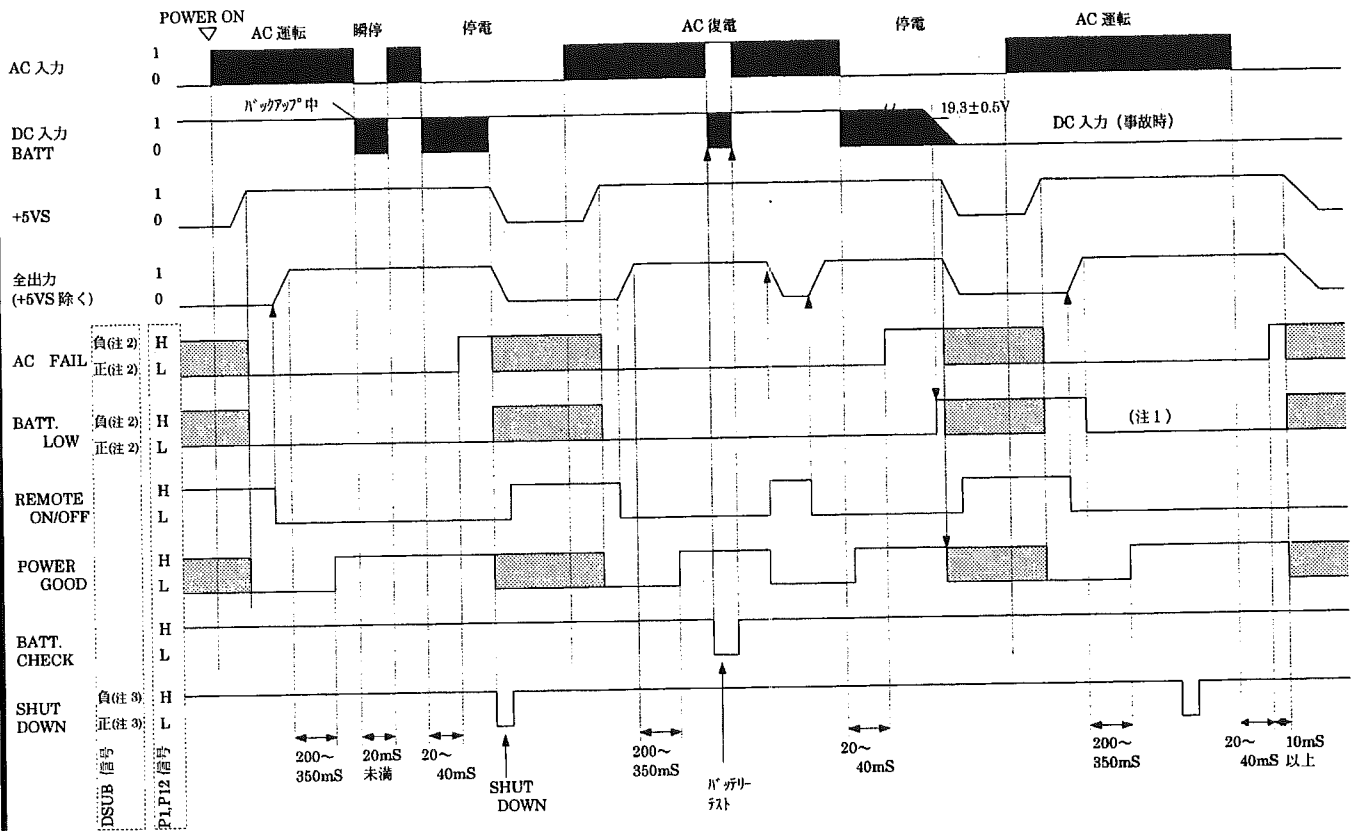 POWER ON
AC 運転
瞬停
停電
AC 復電
停電
AC 運転
AC 入力
1
0
バックアップ中
19.3±0.5V
DC 入力 (事故時)
DC 入力
BATT
1
0
+5VS
1
0
全出力
(+5VS 除く)
1
0
AC FAIL
負(注 2)
正(注 2)
H
L
BATT.
LOW
負(注 2)
正(注 2)
H
L
(注 1)
REMOTE
ON/OFF
H
L
POWER
GOOD
H
L
BATT.
CHECK
H
L
SHUT
DOWN
負(注 3)
正(注 3)
H
L
DSUB 信号
P1,P12 信号
200～
350mS
20mS
未満
20～
40mS
SHUT
DOWN
200～
350mS
バッテリー
テスト
20～
40mS
200～
350mS
20～
40mS
10mS
以上